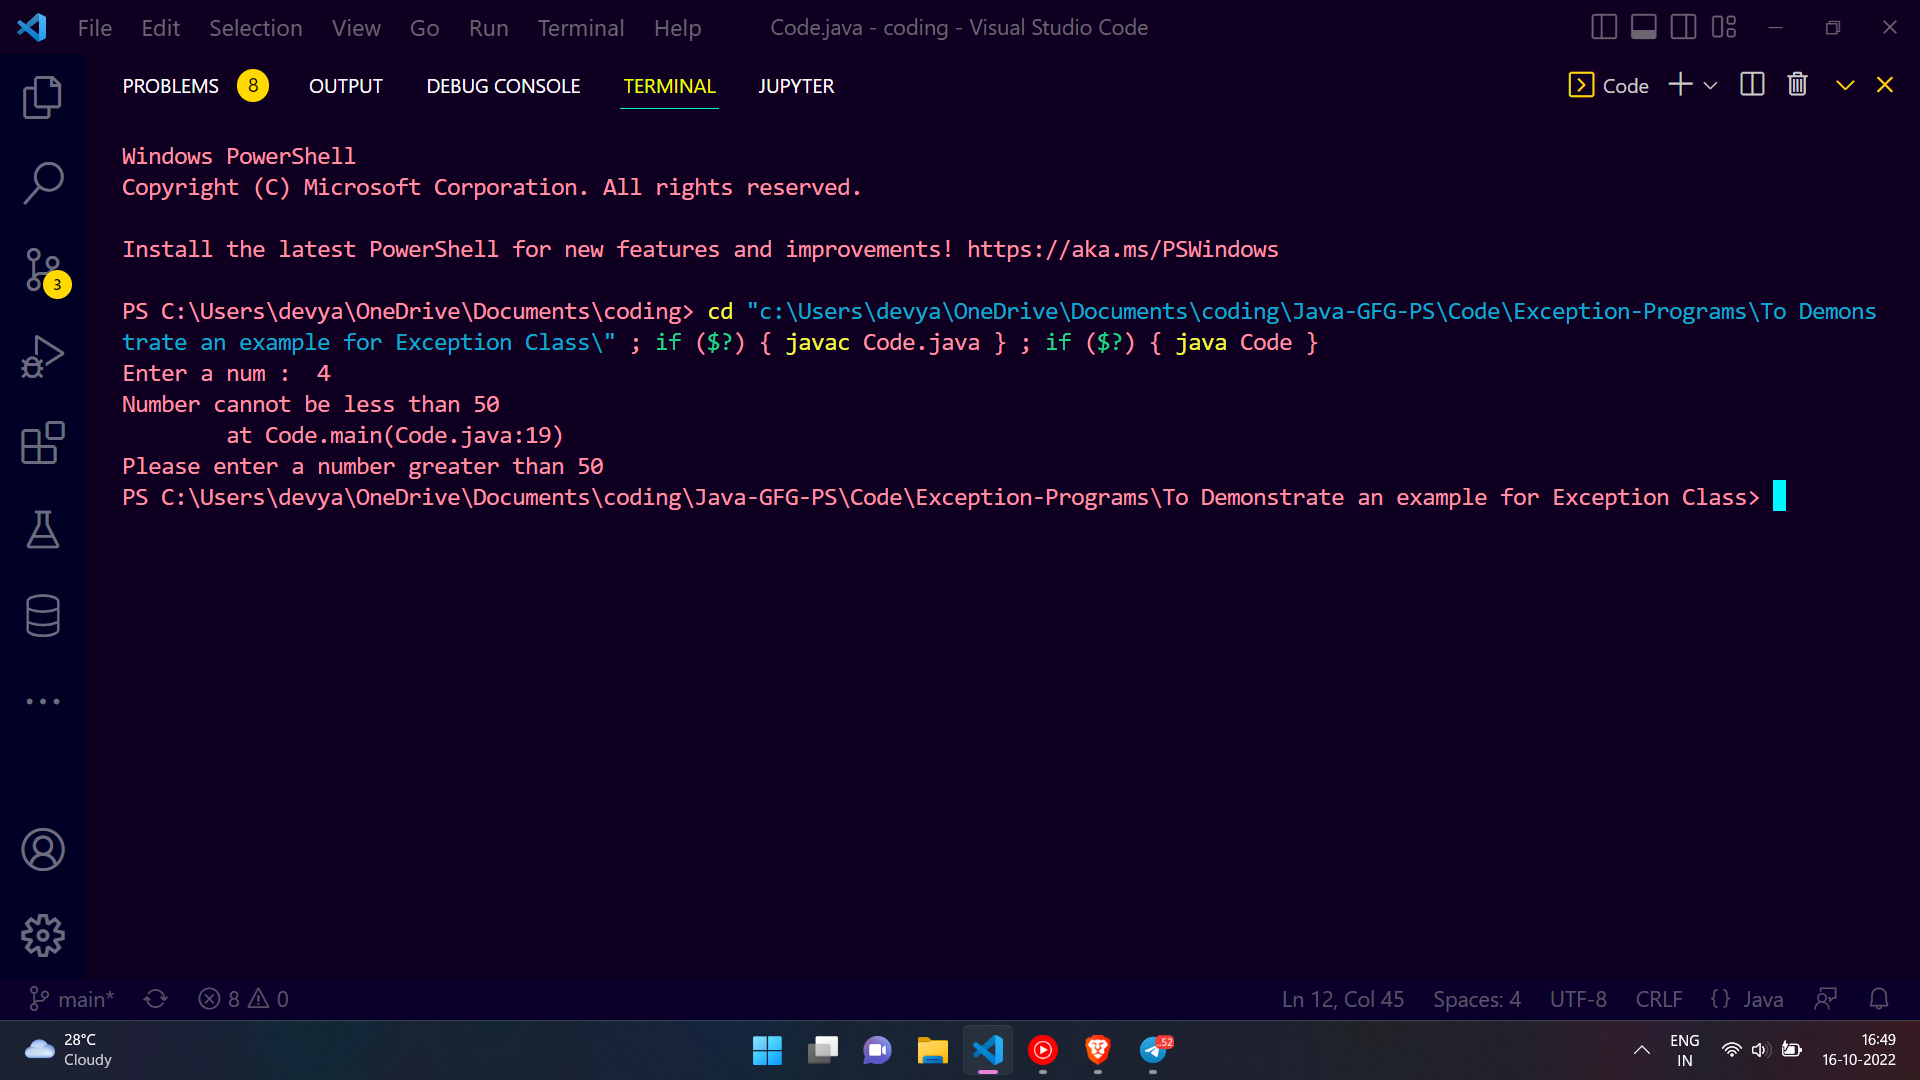 File Edit Selection View Go Run Terminal Help Code.java - coding - Visual Studio Code
PROBLEMS 8 OUTPUT DEBUG CONSOLE TERMINAL JUPYTER Code
Windows PowerShell
Copyright (C) Microsoft Corporation. All rights reserved.
Install the latest PowerShell for new features and improvements! https://aka.ms/PSWindows
PS C:\Users\devya\OneDrive\Documents\coding> cd "c:\Users\devya\OneDrive\Documents\coding\Java-GFG-PS\Code\Exception-Programs\To Demons
trate an example for Exception Class\" ; if ($?) { javac Code.java } ; if ($?) { java Code }
Enter a num :  4
Number cannot be less than 50
        at Code.main(Code.java:19)
Please enter a number greater than 50
PS C:\Users\devya\OneDrive\Documents\coding\Java-GFG-PS\Code\Exception-Programs\To Demonstrate an example for Exception Class>
3
main* 8 0 Ln 12, Col 45 Spaces: 4 UTF-8 CRLF {} Java
28°C
Cloudy
52
ENG
IN
16:49
16-10-2022